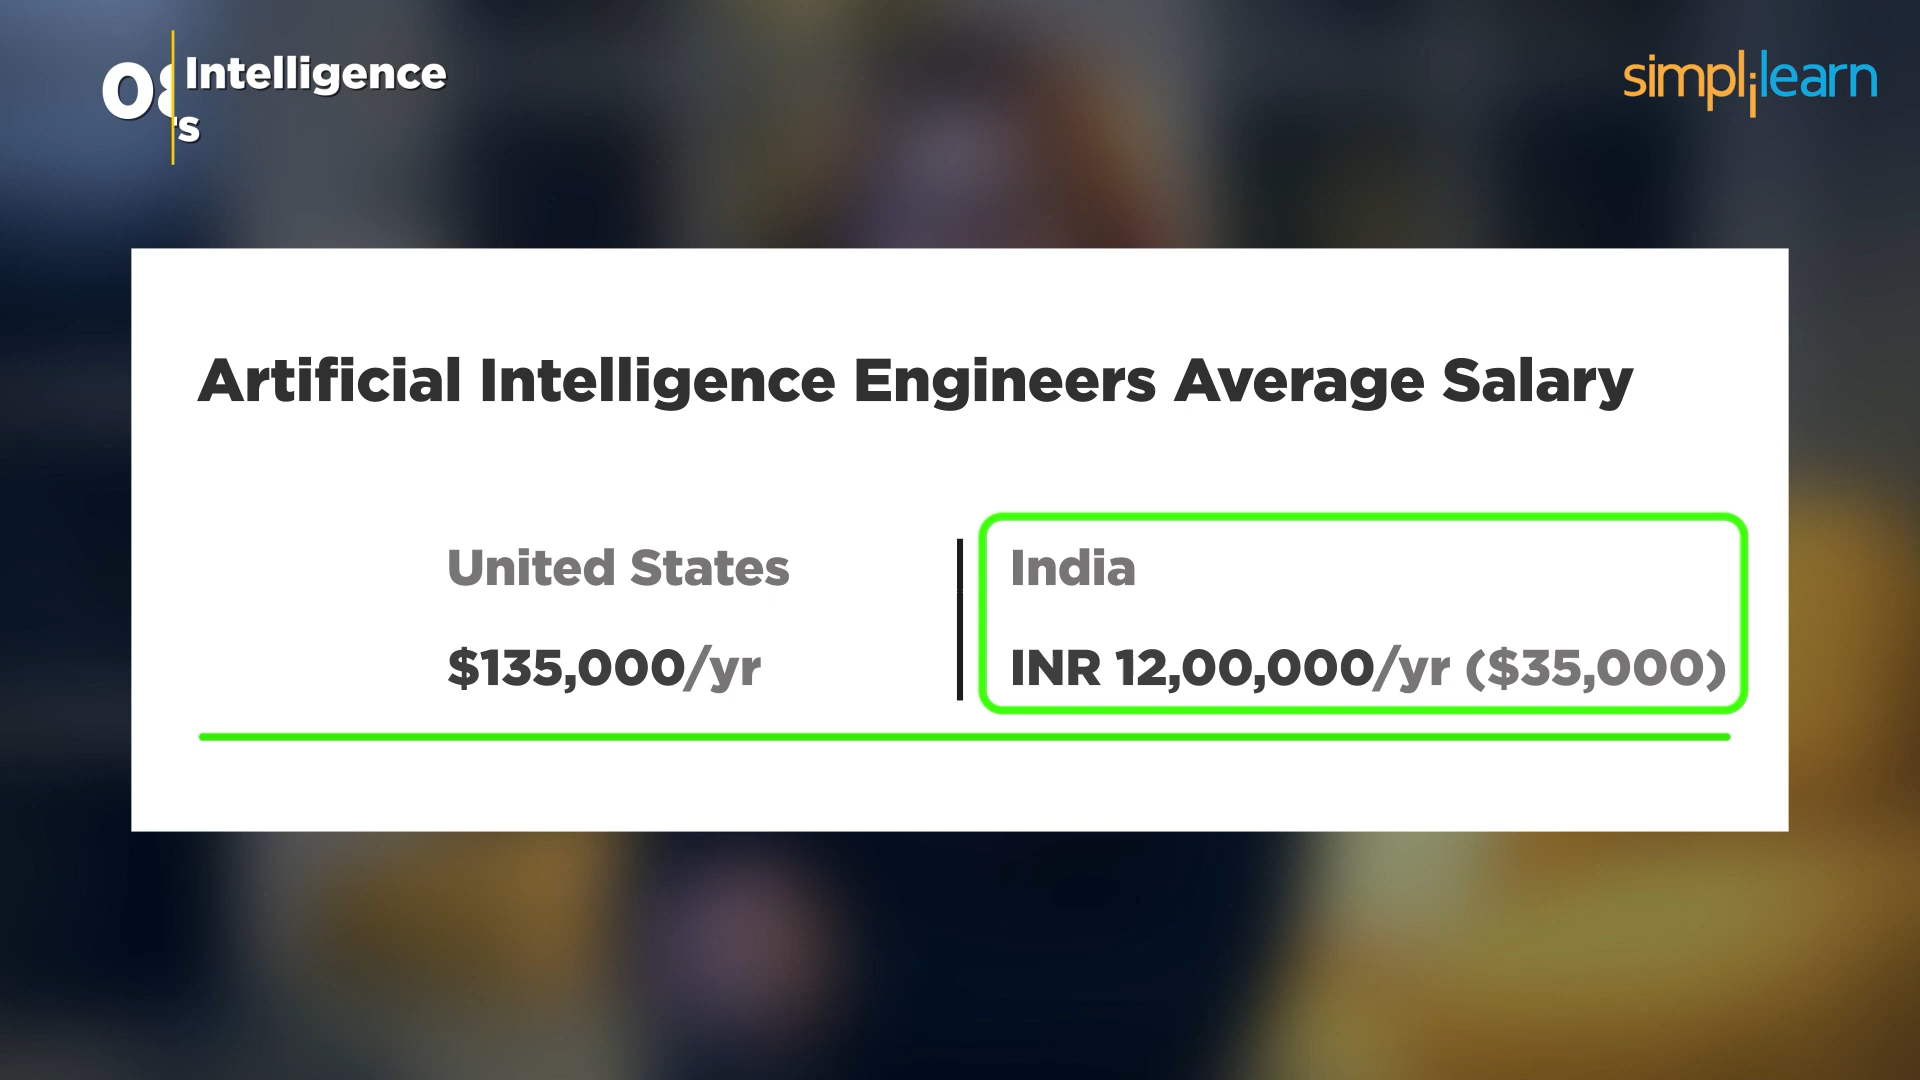 08 Intelligence
's
simplilearn
Artificial Intelligence Engineers Average Salary
United States
India
$135,000/yr
INR 12,00,000/yr ($35,000)